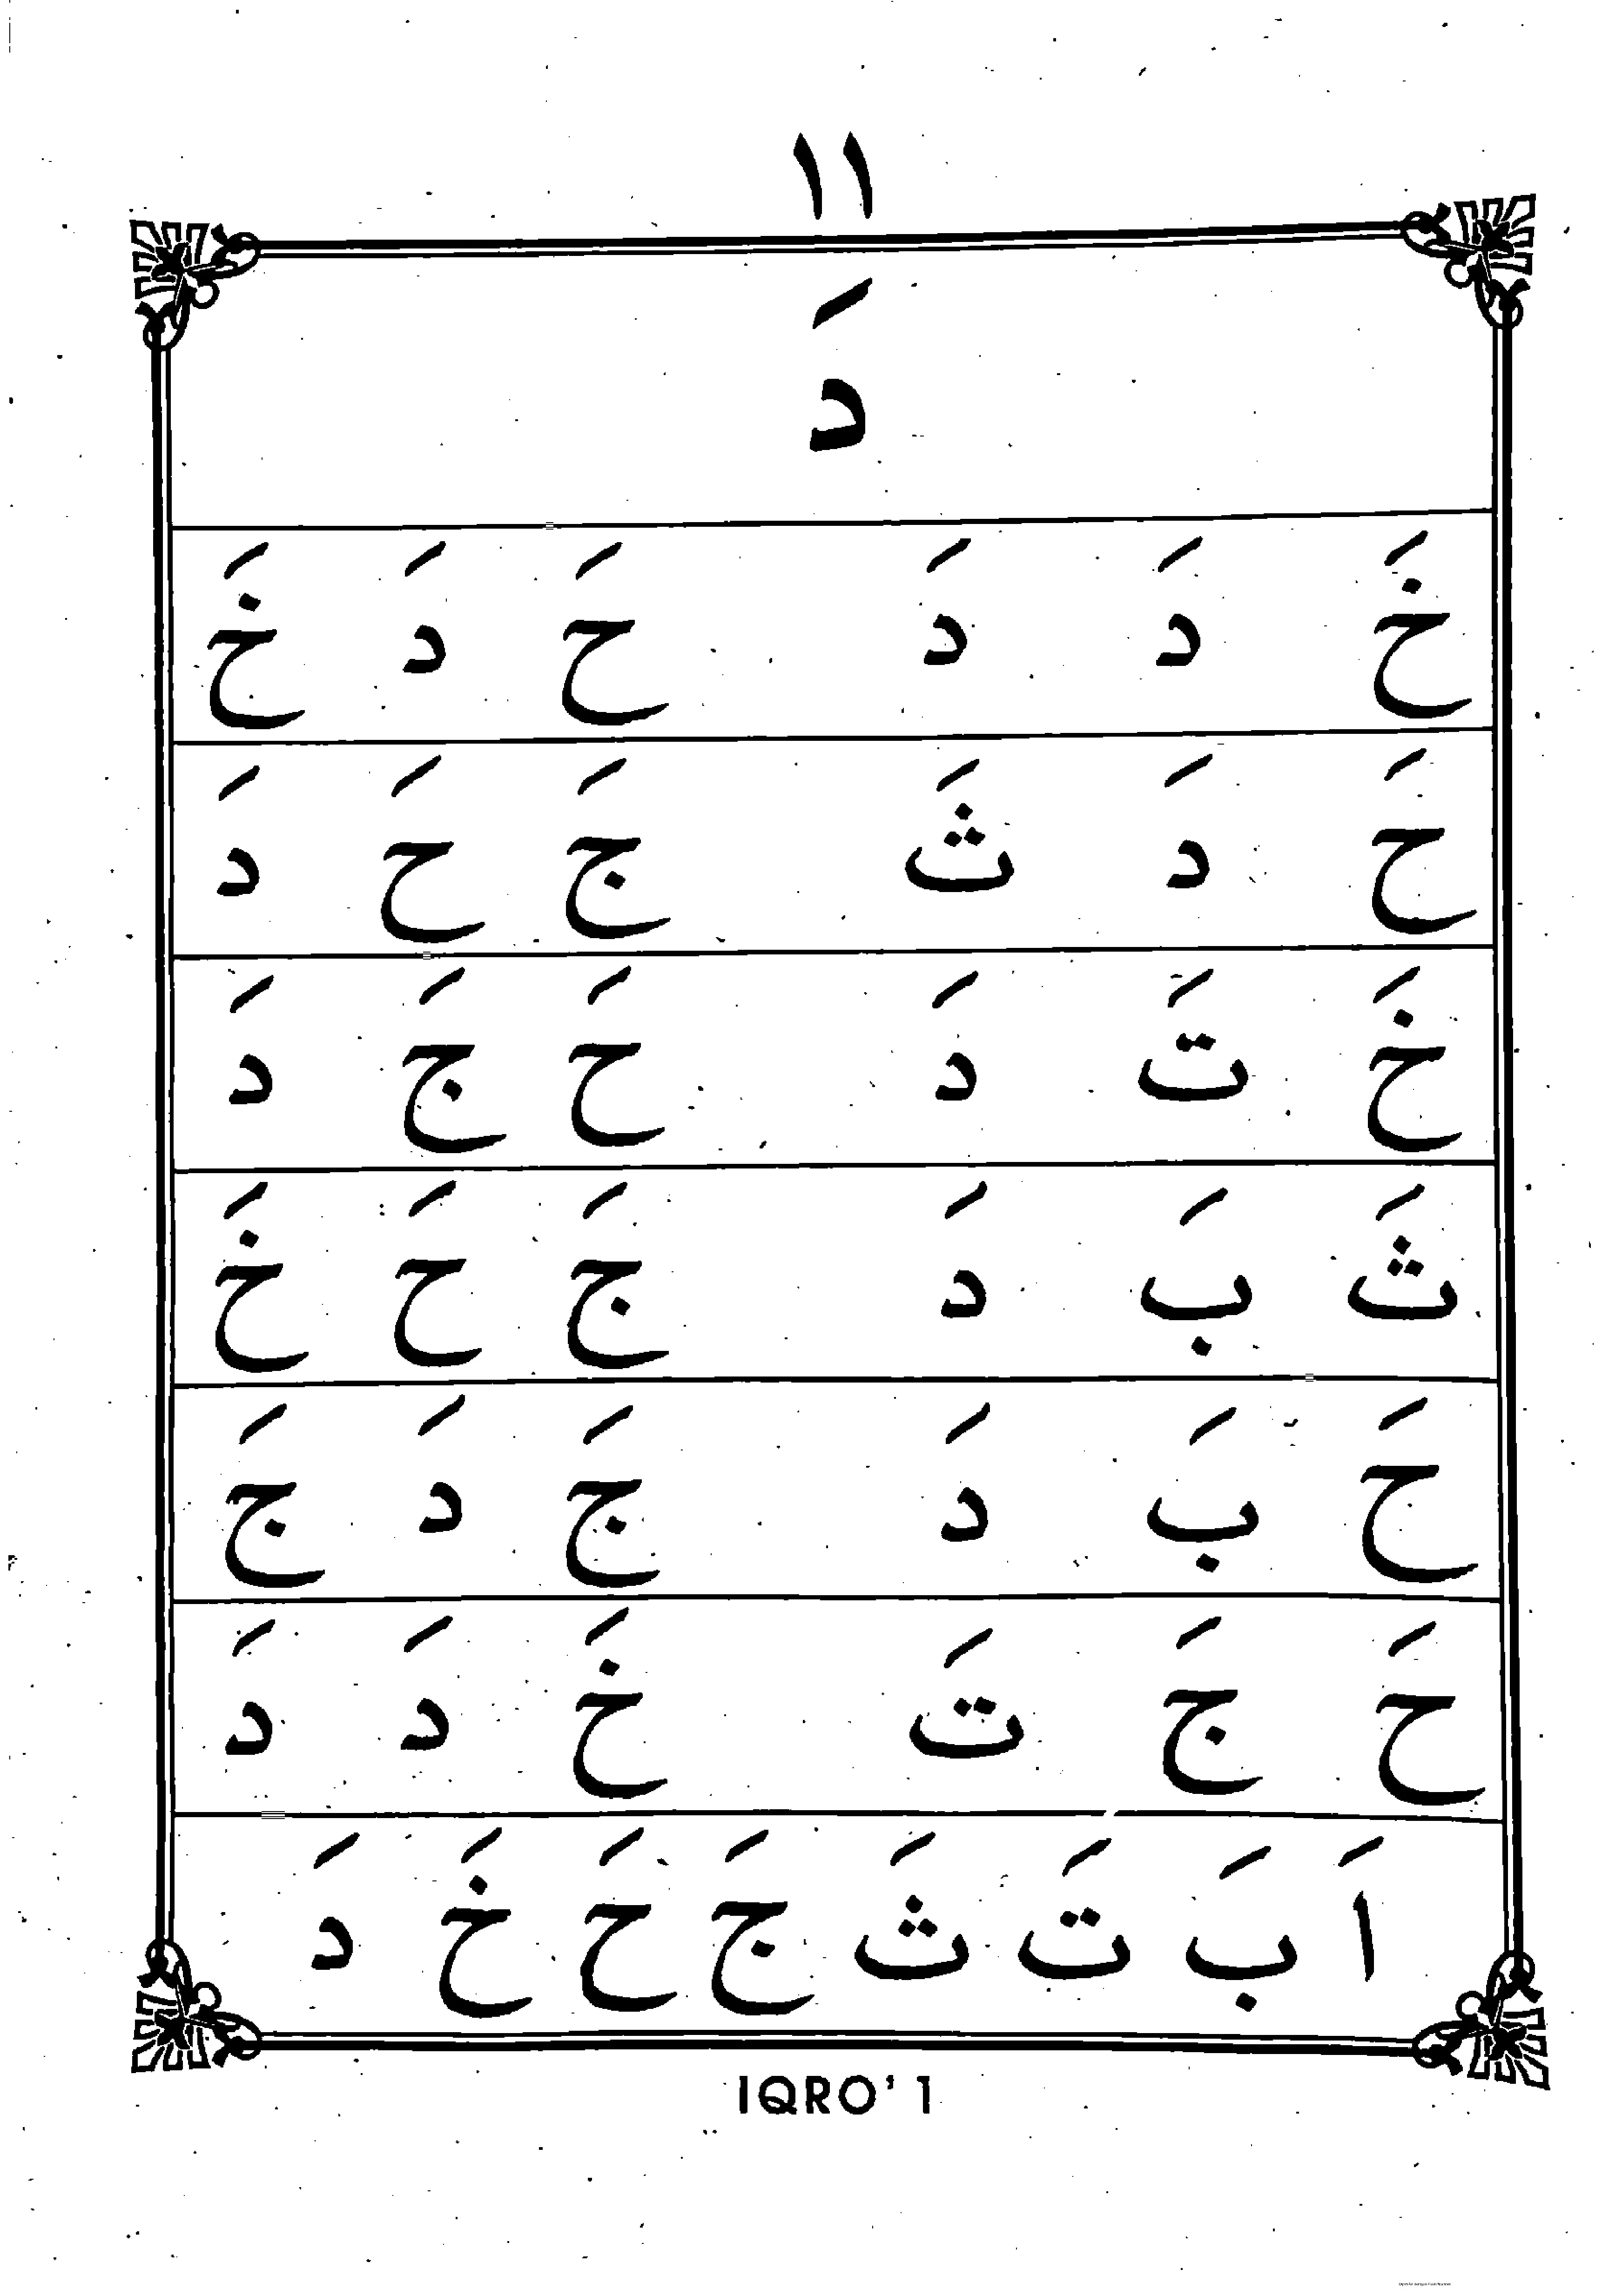 ١١
دَ
خَ دَ دَ حَ دَ خَ
حَ دَ ثَ جَ حَ دَ
خَ تَ دَ حَ جَ دَ
ثَ بَ دَ جَ حَ خَ
حَ بَ دَ جَ دَ جَ
حَ جَ تَ خَ دَ دَ
اَ بَ تَ ثَ جَ حَ خَ دَ
IQRO' 1